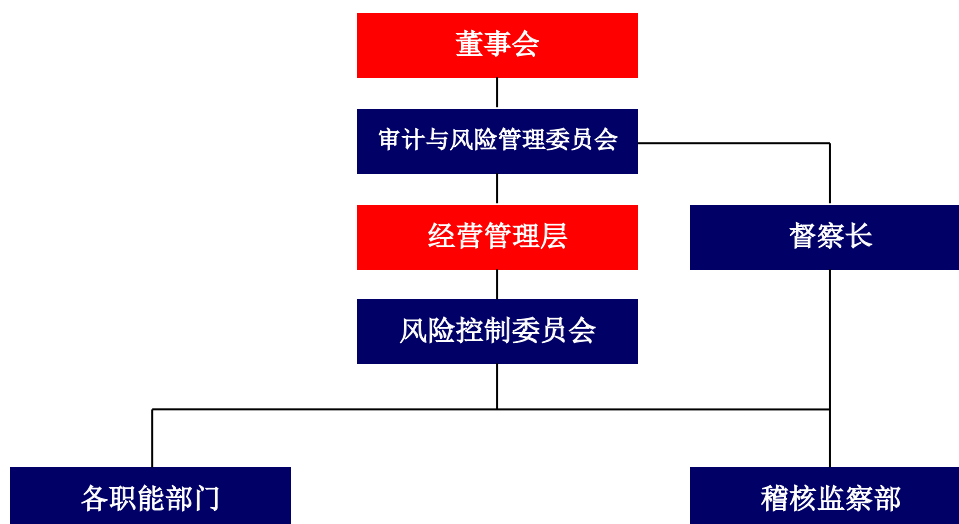 董事会
审计与风险管理委员会
经营管理层
督察长
风险控制委员会
各职能部门
稽核监察部